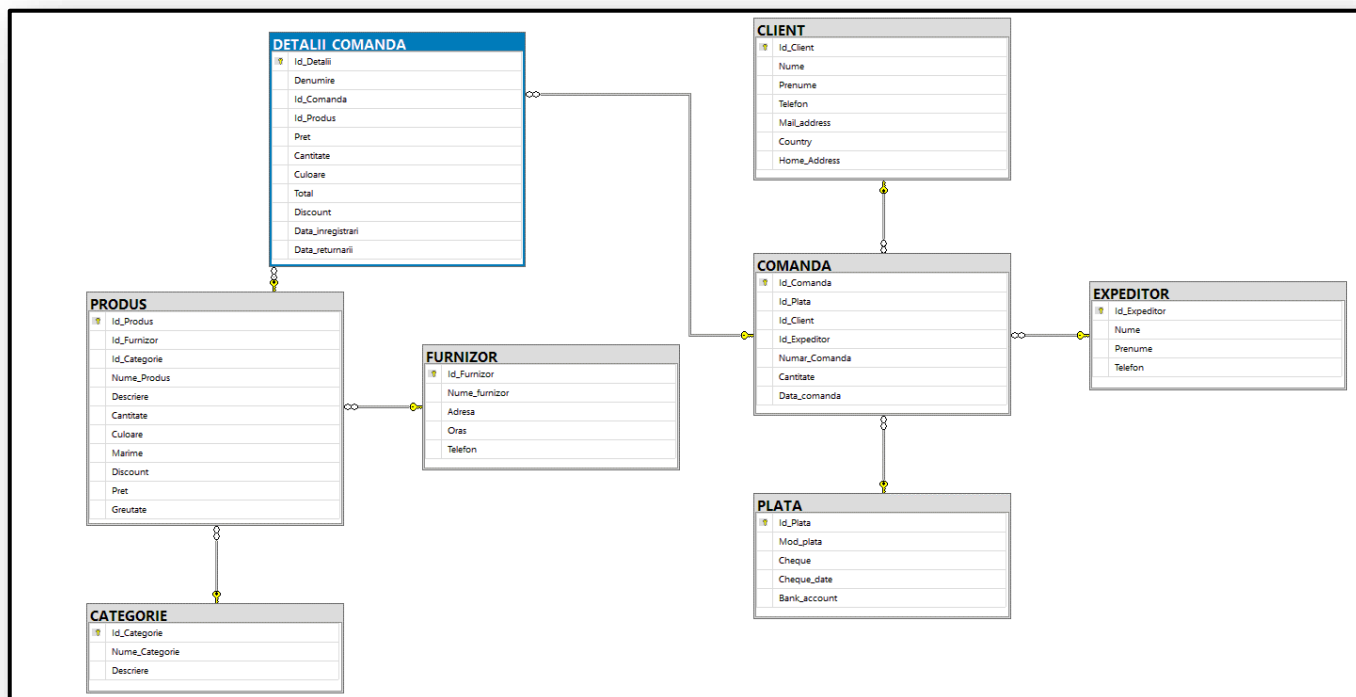 DETALII COMANDA
Id_Detalii
Denumire
Id_Comanda
Id_Produs
Pret
Cantitate
Culoare
Total
Discount
Data_inregistrari
Data_returnarii
CLIENT
Id_Client
Nume
Prenume
Telefon
Mail_address
Country
Home_Address
PRODUS
Id_Produs
Id_Furnizor
Id_Categorie
Nume_Produs
Descriere
Cantitate
Culoare
Marime
Discount
Pret
Greutate
FURNIZOR
Id_Furnizor
Nume_furnizor
Adresa
Oras
Telefon
COMANDA
Id_Comanda
Id_Plata
Id_Client
Id_Expeditor
Numar_Comanda
Cantitate
Data_comanda
EXPEDITOR
Id_Expeditor
Nume
Prenume
Telefon
PLATA
Id_Plata
Mod_plata
Cheque
Cheque_date
Bank_account
CATEGORIE
Id_Categorie
Nume_Categorie
Descriere